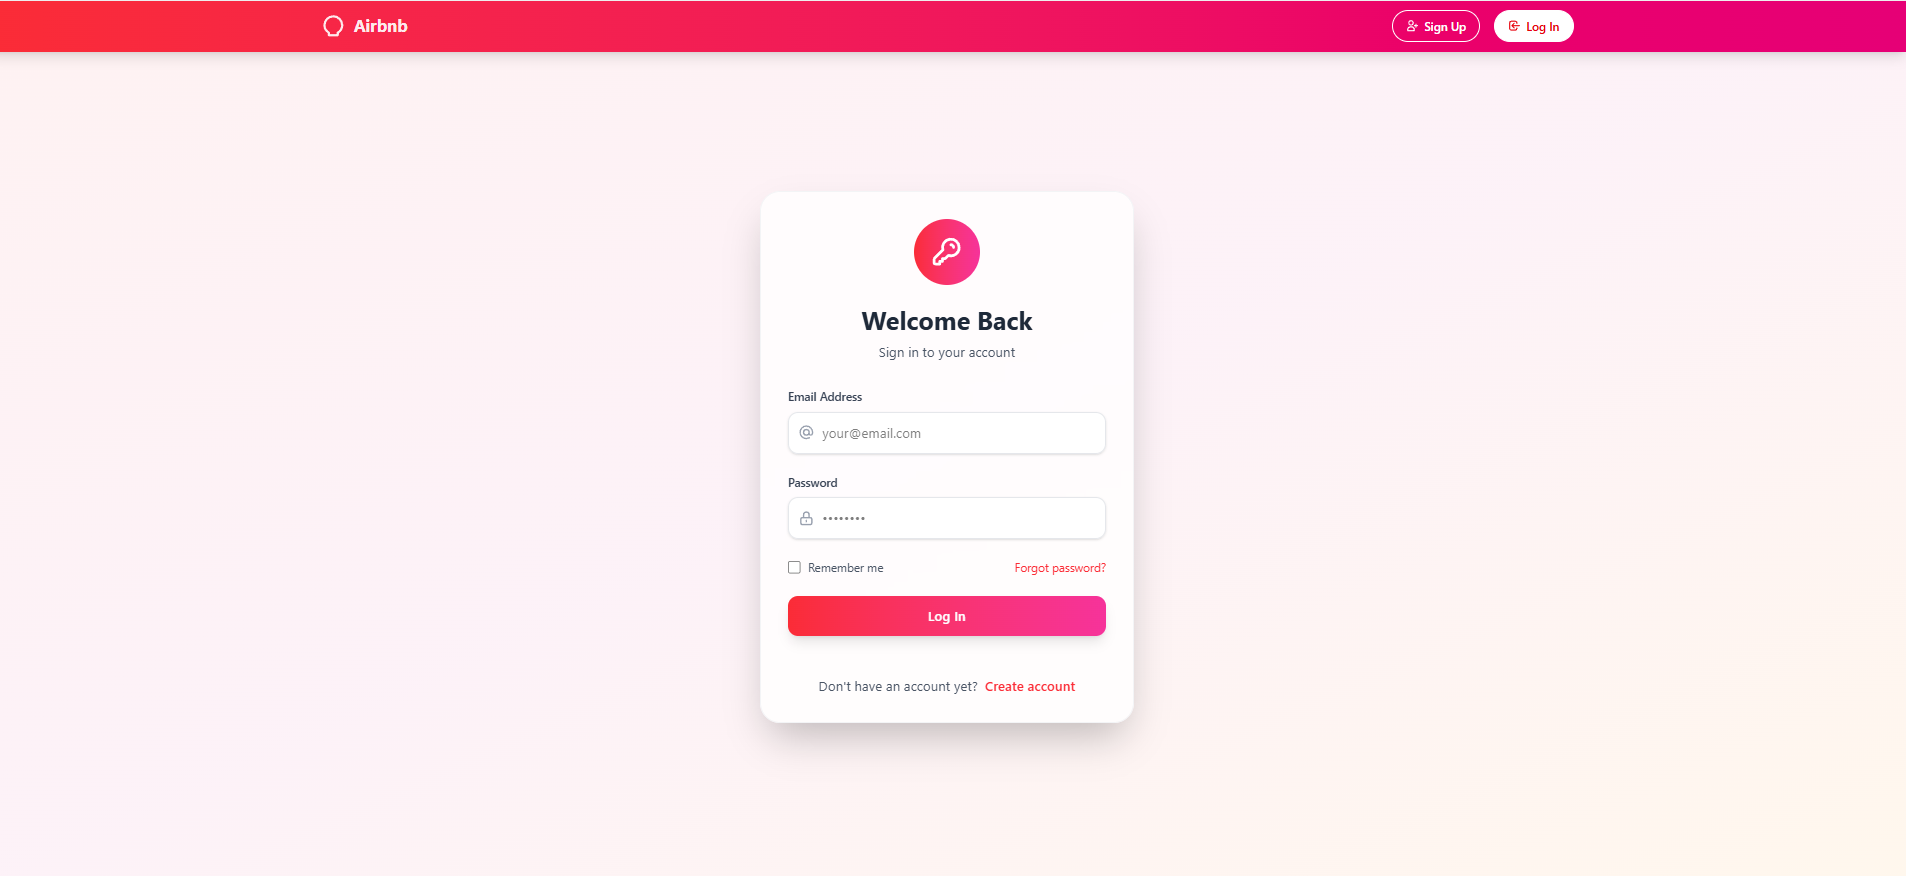 Airbnb
Sign Up
Log In
Welcome Back
Sign in to your account
Email Address
your@email.com
Password
••••••••
Remember me
Forgot password?
Log In
Don't have an account yet? Create account